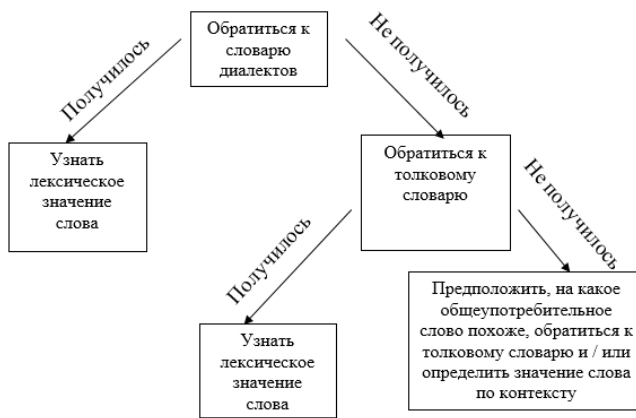 Обратиться к
словарю
диалектов
Получилось
Не получилось
Узнать
лексическое
значение
слова
Обратиться к
толковому
словарю
Получилось
Не получилось
Узнать
лексическое
значение
слова
Предположить, на какое
общеупотребительное
слово похоже, обратиться к
толковому словарю и / или
определить значение слова
по контексту